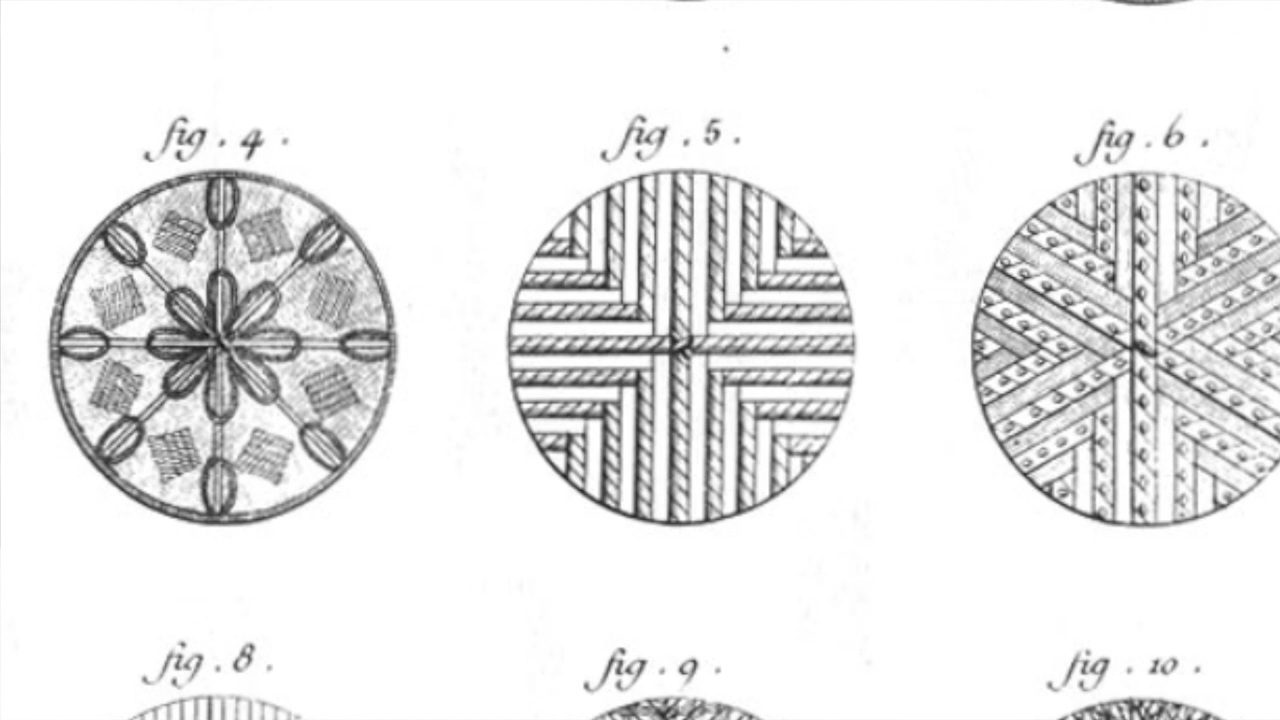 fig. 4.
fig. 5.
fig. 6.
fig. 8.
fig. 9.
fig. 10.